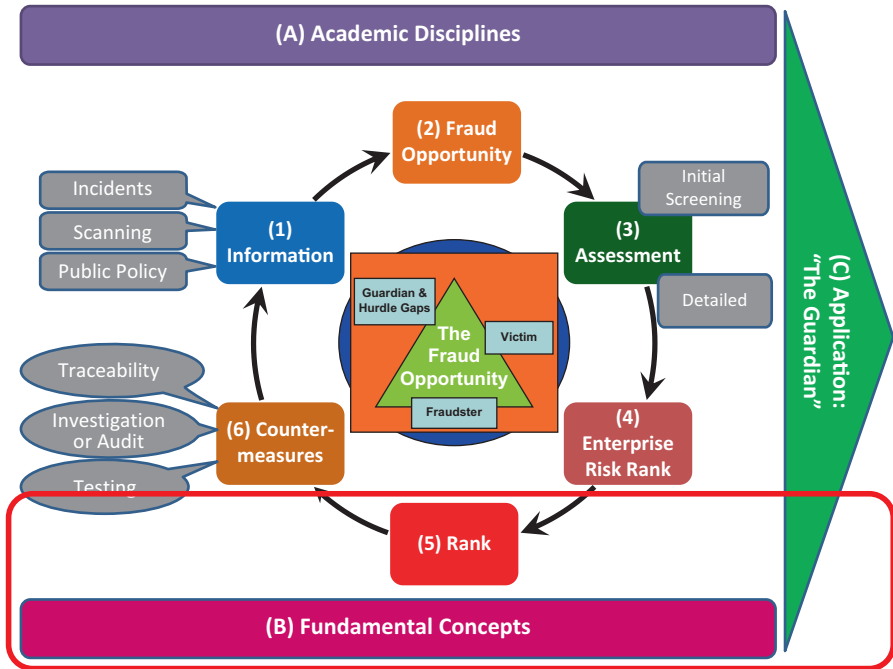 (A) Academic Disciplines
(2) Fraud
Opportunity
Initial
Screening
Incidents
Scanning
Public Policy
(1)
Information
(3)
Assessment
Detailed
Guardian &
Hurdle Gaps
The
Fraud
Opportunity
Victim
Fraudster
(C) Application:
“The Guardian”
Traceability
Investigation
or Audit
Testing
(6) Counter-
measures
(4)
Enterprise
Risk Rank
(5) Rank
(B) Fundamental Concepts